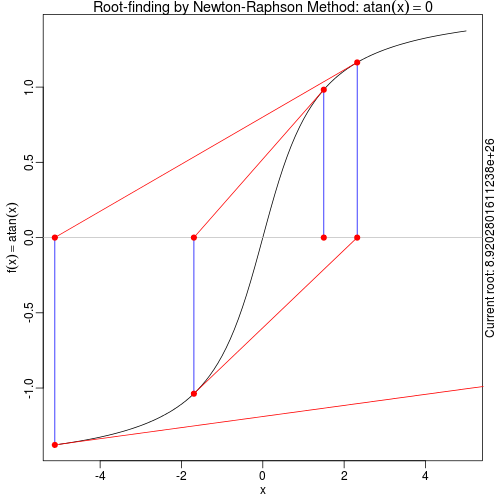 Root-finding by Newton-Raphson Method: atan(x) = 0
f(x) = atan(x)
1.0
0.5
0.0
-0.5
-1.0
-4
-2
0
2
4
x
Current root: 8.9202801611238e+26